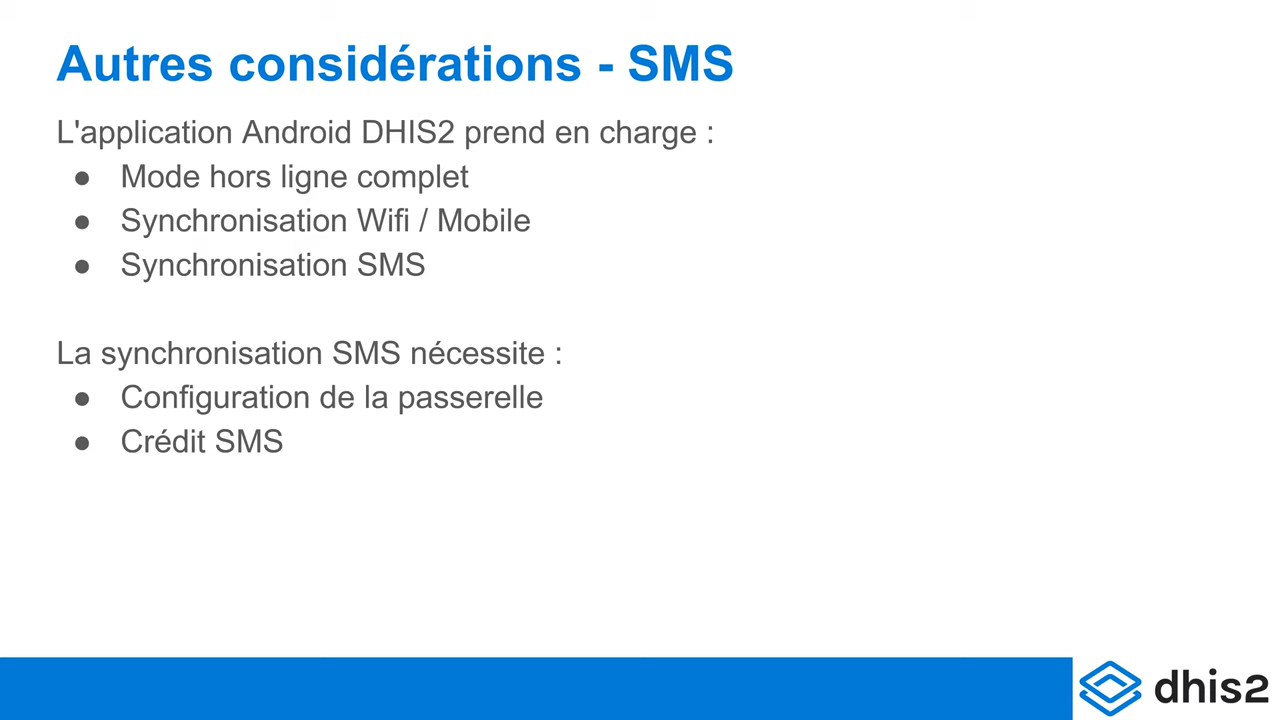 Autres considérations - SMS
L'application Android DHIS2 prend en charge :
● Mode hors ligne complet
● Synchronisation Wifi / Mobile
● Synchronisation SMS
La synchronisation SMS nécessite :
● Configuration de la passerelle
● Crédit SMS
dhis2